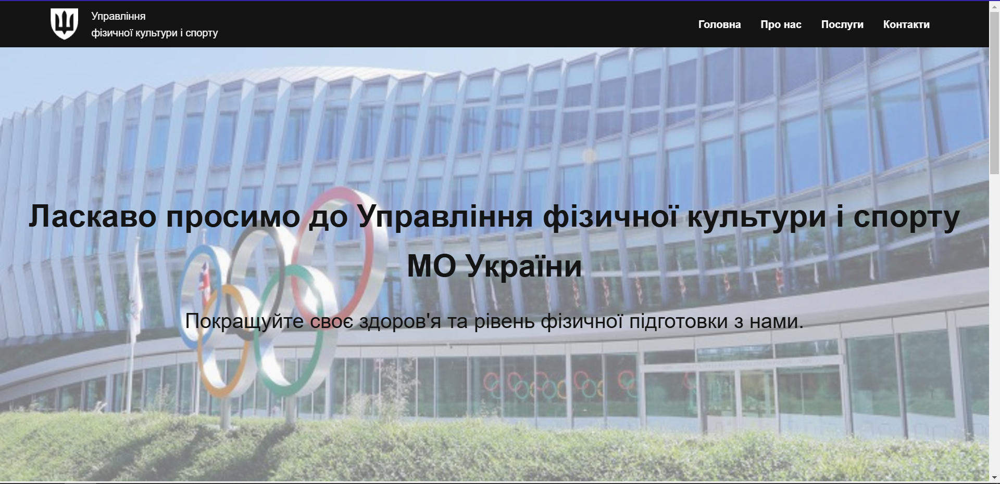 Управління
фізичної культури і спорту
Головна Про нас Послуги Контакти
Ласкаво просимо до Управління фізичної культури і спорту
МО України
Покращуйте своє здоров'я та рівень фізичної підготовки з нами.